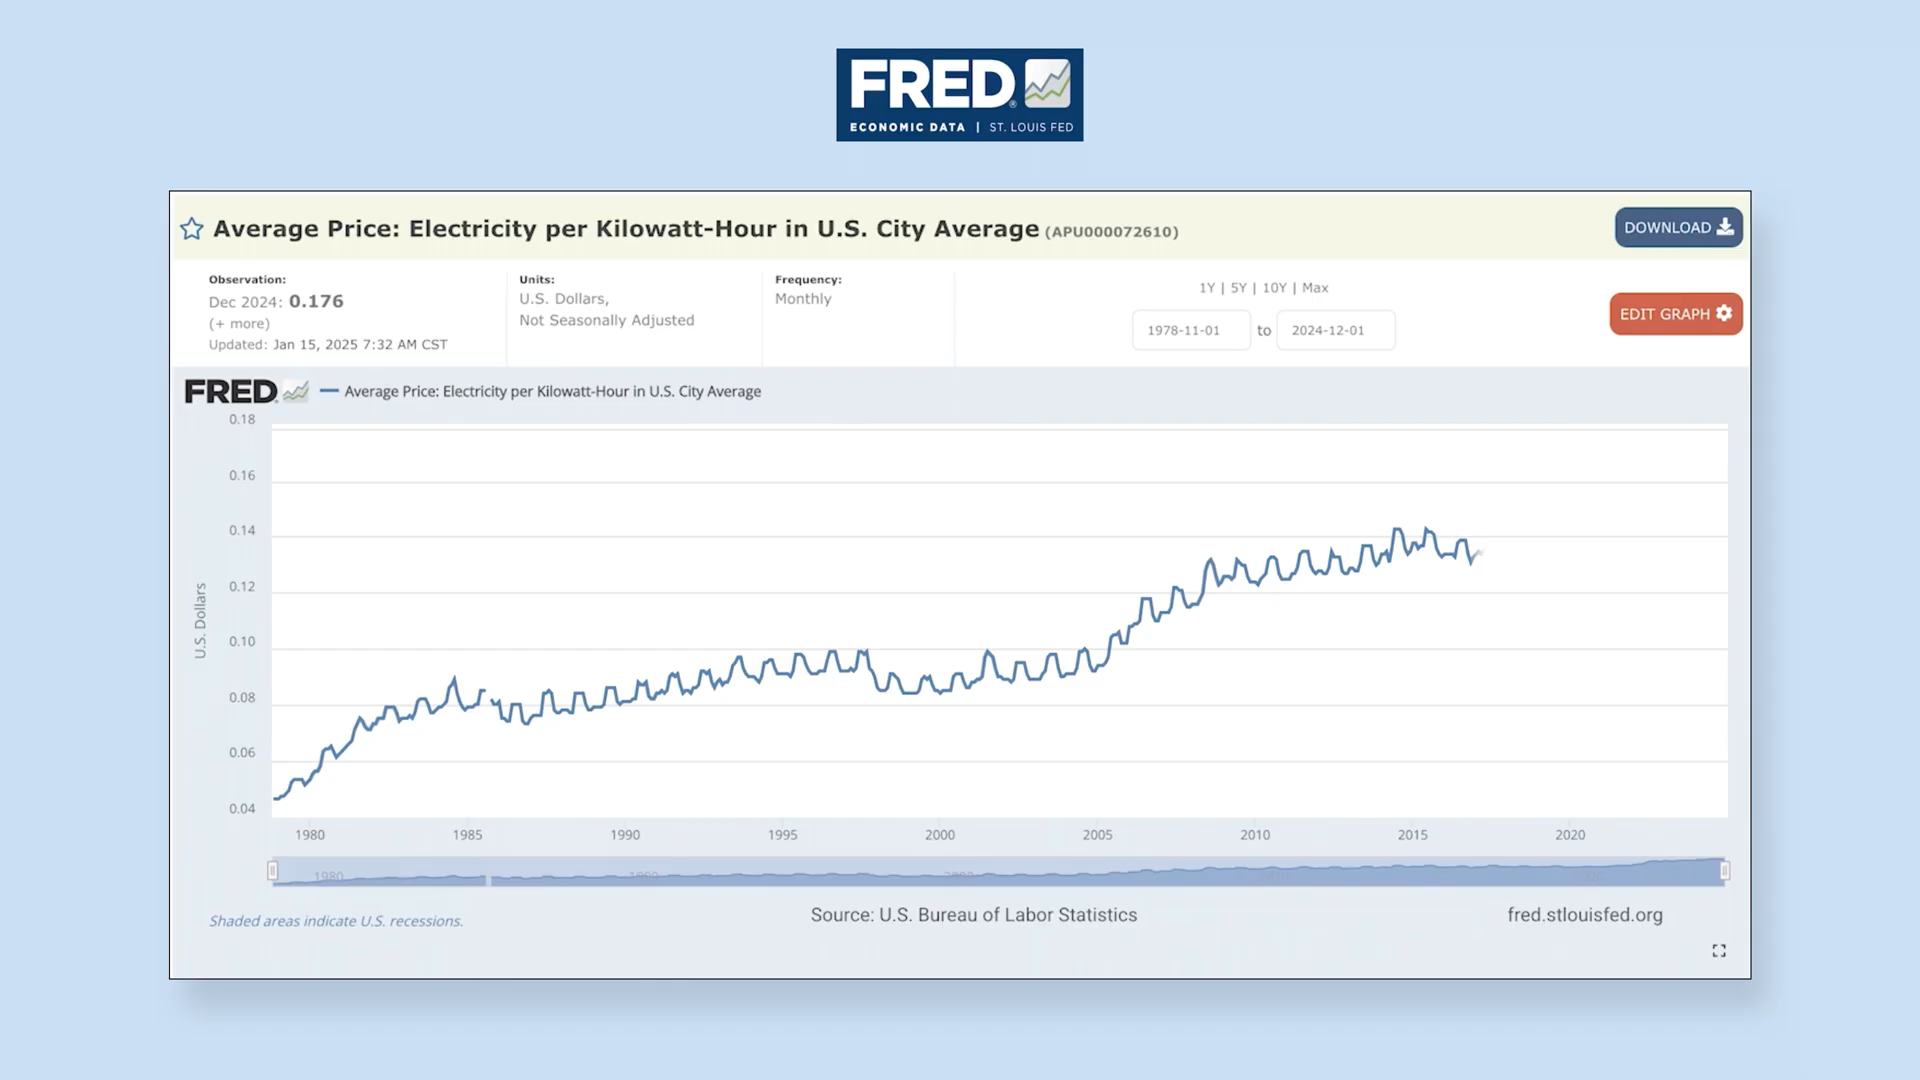 FRED®
ECONOMIC DATA | ST. LOUIS FED
Average Price: Electricity per Kilowatt-Hour in U.S. City Average (APU000072610)
DOWNLOAD
Observation:
Dec 2024: 0.176
(+ more)
Updated: Jan 15, 2025 7:32 AM CST
Units:
U.S. Dollars,
Not Seasonally Adjusted
Frequency:
Monthly
1Y | 5Y | 10Y | Max
1978-11-01 to 2024-12-01
EDIT GRAPH
FRED
Average Price: Electricity per Kilowatt-Hour in U.S. City Average
0.18
0.16
0.14
0.12
0.10
0.08
0.06
0.04
U.S. Dollars
1980 1985 1990 1995 2000 2005 2010 2015 2020
1980 1990 2000
Shaded areas indicate U.S. recessions.
Source: U.S. Bureau of Labor Statistics
fred.stlouisfed.org